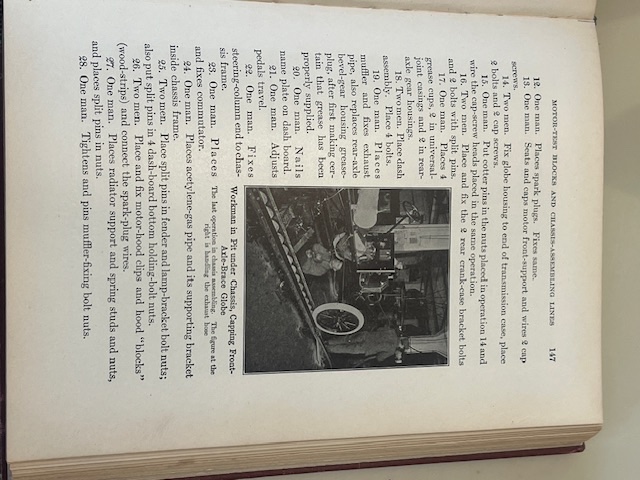 MOTOR-TEST BLOCKS AND CHASSIS-ASSEMBLING LINES 147
12. One man. Places spark plugs. Fixes same.
13. One man. Seats and caps motor front-support and wires 2 cap
screws.
14. Two men. Fix globe housing to end of transmission case, place
2 bolts and 2 cap screws.
15. One man. Put cotter pins in the nuts placed in operation 14 and
wire the cap-screw heads placed in the same operation.
16. Two men. Place and fix the 2 rear crank-case bracket bolts
and 2 bolts with split pins.
17. One man. Places 4
grease cups, 2 in universal-
joint casings and 2 in rear-
axle gear housings.
18. Two men. Place dash
assembly. Place 4 bolts.
19. One man. Places
muffler and fixes exhaust
pipe, also replaces rear-axle
bevel-gear housing grease-
plug, after first making cer-
tain that grease has been
properly supplied.
20. One man. Nails
name plate on dash board.
21. One man. Adjusts
pedals travel.
22. One man. Fixes
steering-column end to chas-
sis frame.
23. One man. Places
and fixes commutator.
Workman in Pit under Chassis, Capping Front-
Axle-Brace Globe
The last operation in chassis assembling. The figure at the
right is handing the exhaust hose
24. One man. Places acetylene-gas pipe and its supporting bracket
inside chassis frame.
25. Two men. Place split pins in fender and lamp-bracket bolt nuts;
also put split pins in 4 dash-board bottom holding-bolt nuts.
26. Two men. Place and fix motor-hood clips and hood "blocks"
(wood-strips) and connect the spark-plug wires.
27. One man. Places radiator support and spring studs and nuts,
and places split pins in nuts.
28. One man. Tightens and pins muffler-fixing bolt nuts.